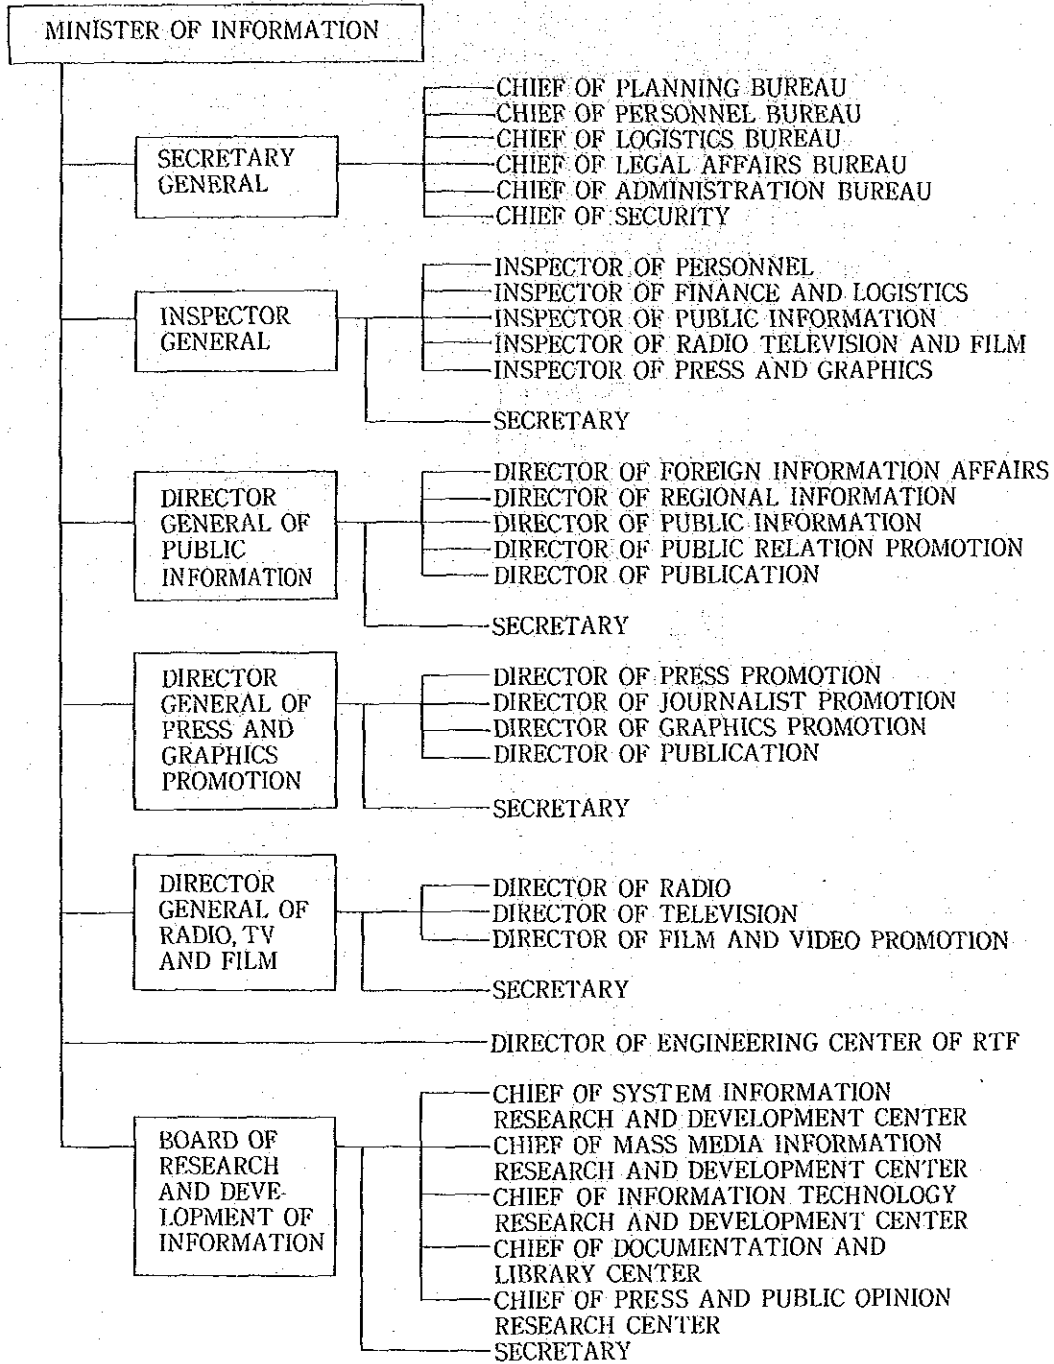 MINISTER OF INFORMATION
SECRETARY
GENERAL
CHIEF OF PLANNING BUREAU
CHIEF OF PERSONNEL BUREAU
CHIEF OF LOGISTICS BUREAU
CHIEF OF LEGAL AFFAIRS BUREAU
CHIEF OF ADMINISTRATION BUREAU
CHIEF OF SECURITY
INSPECTOR
GENERAL
INSPECTOR OF PERSONNEL
INSPECTOR OF FINANCE AND LOGISTICS
INSPECTOR OF PUBLIC INFORMATION
INSPECTOR OF RADIO TELEVISION AND FILM
INSPECTOR OF PRESS AND GRAPHICS
SECRETARY
DIRECTOR
GENERAL OF
PUBLIC
INFORMATION
DIRECTOR OF FOREIGN INFORMATION AFFAIRS
DIRECTOR OF REGIONAL INFORMATION
DIRECTOR OF PUBLIC INFORMATION
DIRECTOR OF PUBLIC RELATION PROMOTION
DIRECTOR OF PUBLICATION
SECRETARY
DIRECTOR
GENERAL OF
PRESS AND
GRAPHICS
PROMOTION
DIRECTOR OF PRESS PROMOTION
DIRECTOR OF JOURNALIST PROMOTION
DIRECTOR OF GRAPHICS PROMOTION
DIRECTOR OF PUBLICATION
SECRETARY
DIRECTOR
GENERAL OF
RADIO, TV
AND FILM
DIRECTOR OF RADIO
DIRECTOR OF TELEVISION
DIRECTOR OF FILM AND VIDEO PROMOTION
SECRETARY
DIRECTOR OF ENGINEERING CENTER OF RTF
BOARD OF
RESEARCH
AND DEVE-
LOPMENT OF
INFORMATION
CHIEF OF SYSTEM INFORMATION
RESEARCH AND DEVELOPMENT CENTER
CHIEF OF MASS MEDIA INFORMATION
RESEARCH AND DEVELOPMENT CENTER
CHIEF OF INFORMATION TECHNOLOGY
RESEARCH AND DEVELOPMENT CENTER
CHIEF OF DOCUMENTATION AND
LIBRARY CENTER
CHIEF OF PRESS AND PUBLIC OPINION
RESEARCH CENTER
SECRETARY